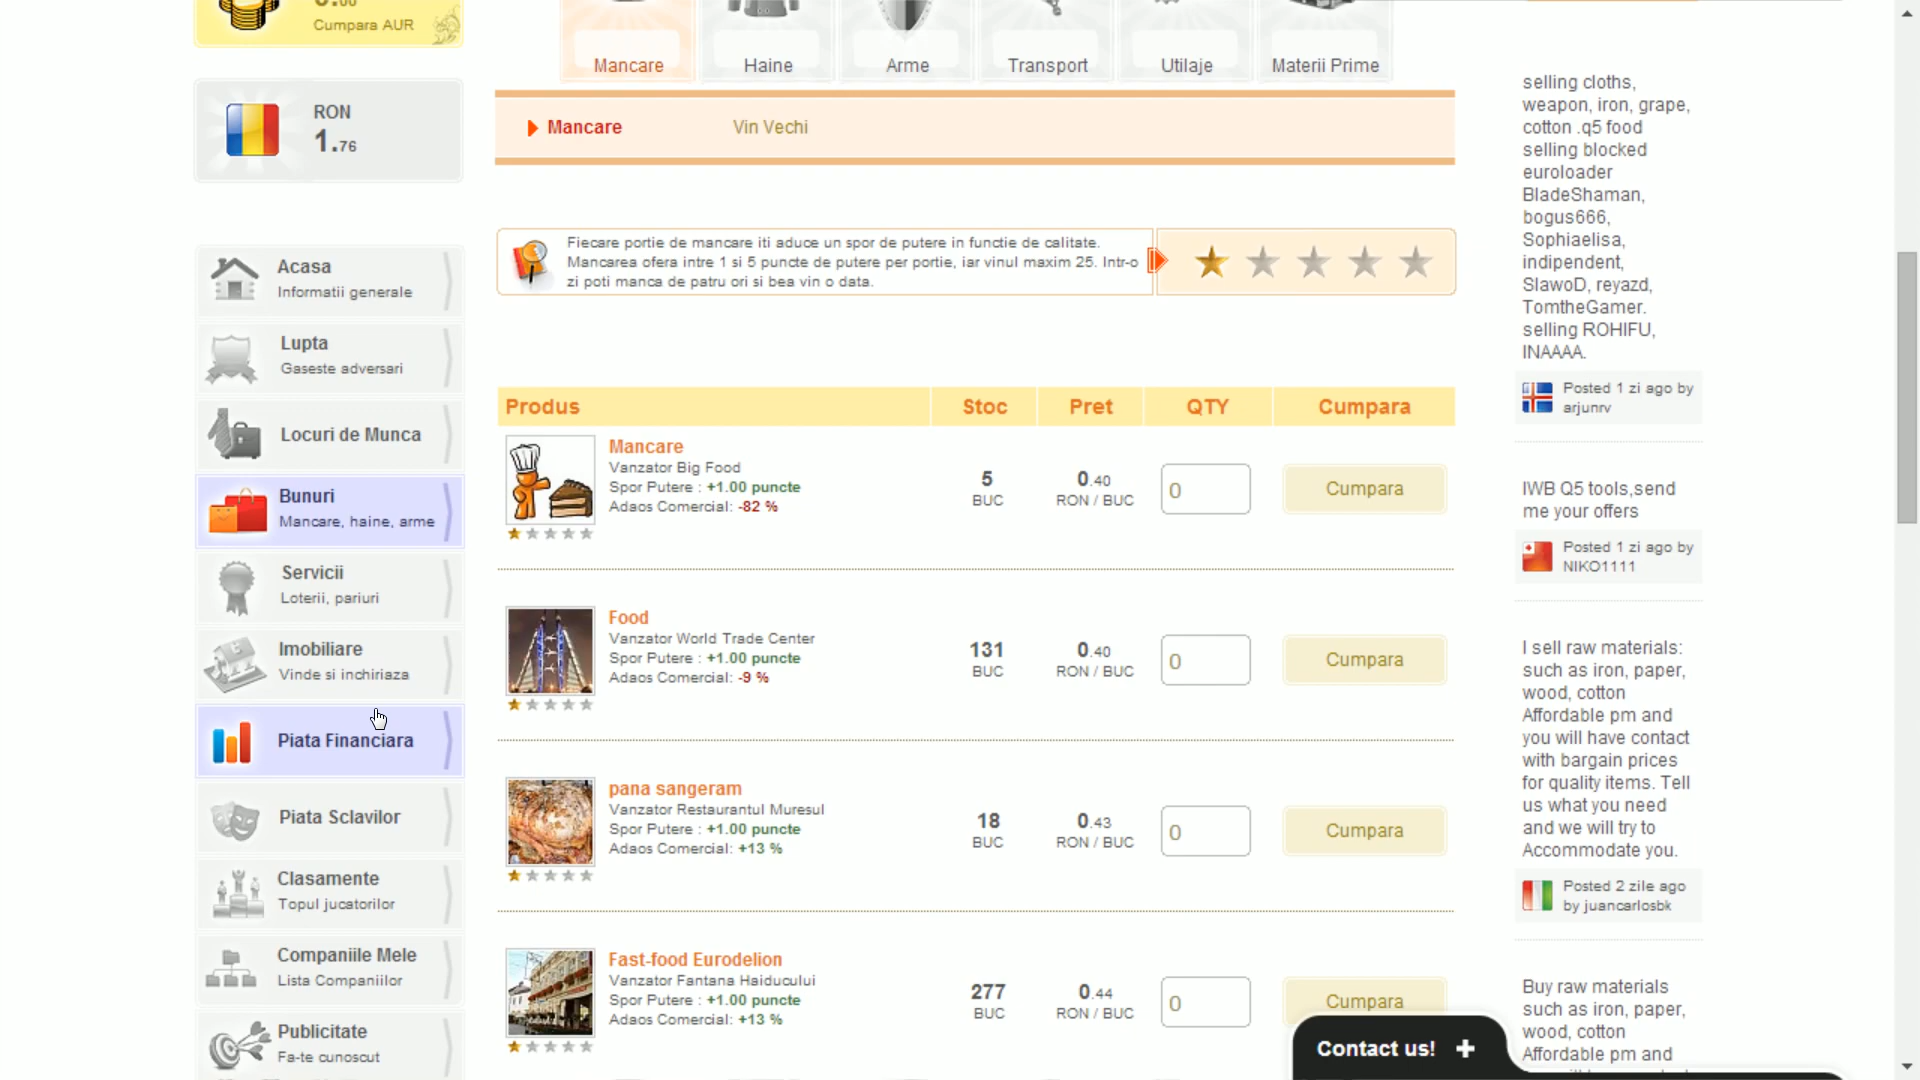 Cumpara AUR
RON
1.76
Acasa
Informatii generale
Lupta
Gaseste adversari
Locuri de Munca
Bunuri
Mancare, haine, arme
Servicii
Loterii, pariuri
Imobiliare
Vinde si inchiriaza
Piata Financiara
Piata Sclavilor
Clasamente
Topul jucatorilor
Companiile Mele
Lista Companiilor
Publicitate
Fa-te cunoscut
Mancare
Haine
Arme
Transport
Utilaje
Materii Prime
Mancare
Vin Vechi
Fiecare portie de mancare iti aduce un spor de putere in functie de calitate.
Mancarea ofera intre 1 si 5 puncte de putere per portie, iar vinul maxim 25. Intr-o
zi poti manca de patru ori si bea vin o data.
Produs Stoc Pret QTY Cumpara
Mancare
Vanzator Big Food
Spor Putere : +1.00 puncte
Adaos Comercial: -82 %
5
BUC
0.40
RON / BUC
0
Cumpara
Food
Vanzator World Trade Center
Spor Putere : +1.00 puncte
Adaos Comercial: -9 %
131
BUC
0.40
RON / BUC
0
Cumpara
pana sangeram
Vanzator Restaurantul Muresul
Spor Putere : +1.00 puncte
Adaos Comercial: +13 %
18
BUC
0.43
RON / BUC
0
Cumpara
Fast-food Eurodelion
Vanzator Fantana Haiducului
Spor Putere : +1.00 puncte
Adaos Comercial: +13 %
277
BUC
0.44
RON / BUC
0
Cumpara
selling cloths,
weapon, iron, grape,
cotton .q5 food
selling blocked
euroloader
BladeShaman,
bogus666,
Sophiaelisa,
indipendent,
SlawoD, reyazd,
TomtheGamer.
selling ROHIFU,
INAAAA.
Posted 1 zi ago by
arjunrv
IWB Q5 tools,send
me your offers
Posted 1 zi ago by
NIKO1111
I sell raw materials:
such as iron, paper,
wood, cotton
Affordable pm and
you will have contact
with bargain prices
for quality items. Tell
us what you need
and we will try to
Accommodate you.
Posted 2 zile ago
by juancarlosbk
Buy raw materials
such as iron, paper,
wood, cotton
Affordable pm and
Contact us! +